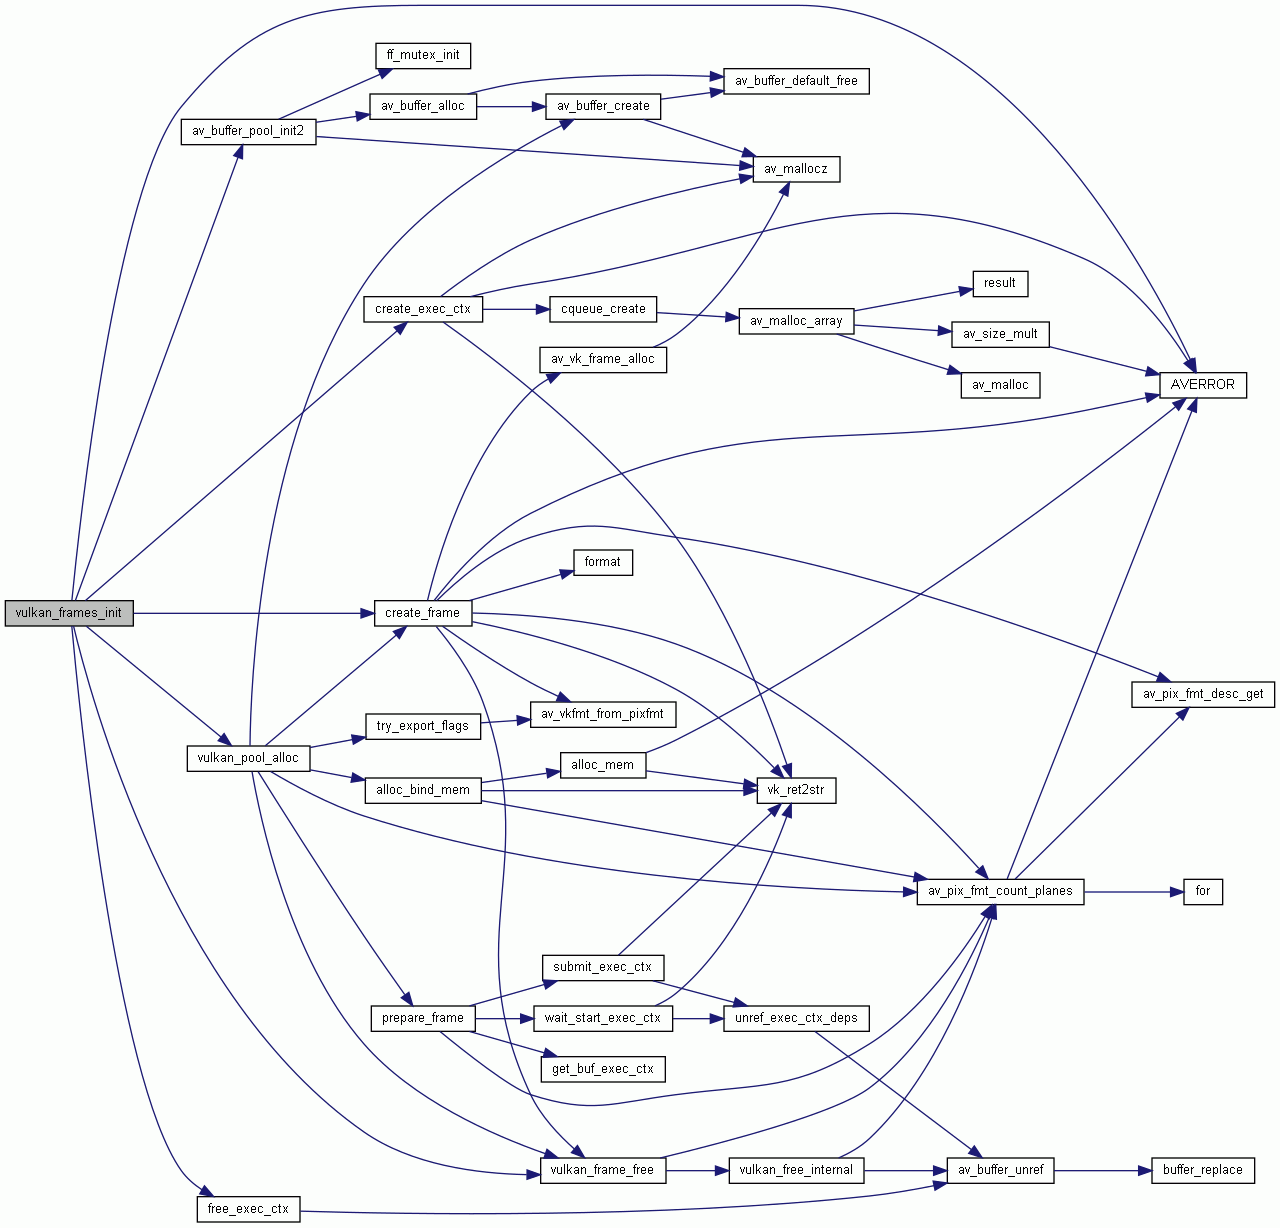 ff_mutex_init
av_buffer_default_free
av_buffer_alloc
av_buffer_create
av_buffer_pool_init2
av_mallocz
result
create_exec_ctx
cqueue_create
av_malloc_array
av_size_mult
av_vk_frame_alloc
av_malloc
AVERROR
format
vulkan_frames_init
create_frame
av_pix_fmt_desc_get
av_vkfmt_from_pixfmt
try_export_flags
vulkan_pool_alloc
alloc_mem
alloc_bind_mem
vk_ret2str
av_pix_fmt_count_planes
for
submit_exec_ctx
prepare_frame
wait_start_exec_ctx
unref_exec_ctx_deps
get_buf_exec_ctx
vulkan_frame_free
vulkan_free_internal
av_buffer_unref
buffer_replace
free_exec_ctx